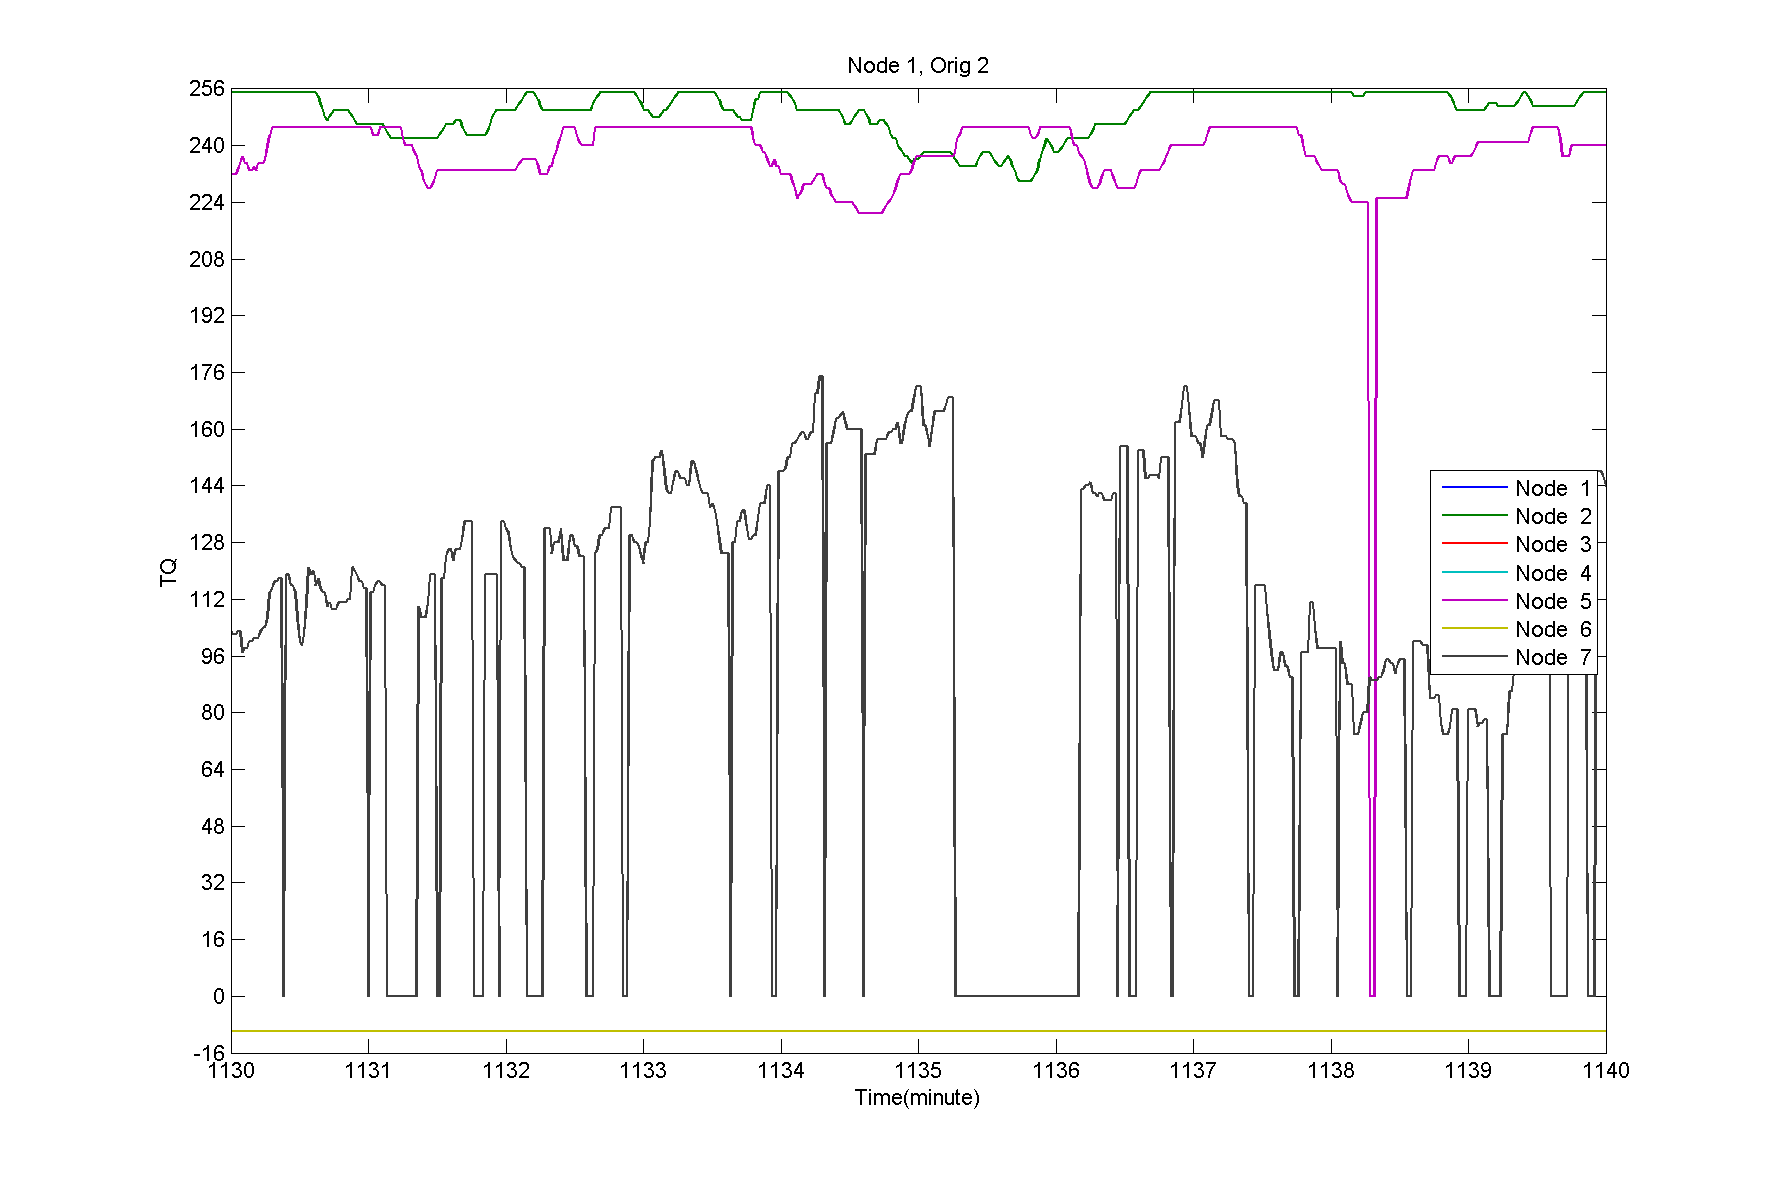 Node 1, Orig 2
256
240
224
208
192
176
160
144
128
112
96
80
64
48
32
16
0
-16
TQ
Node 1
Node 2
Node 3
Node 4
Node 5
Node 6
Node 7
1130 1131 1132 1133 1134 1135 1136 1137 1138 1139 1140
Time(minute)